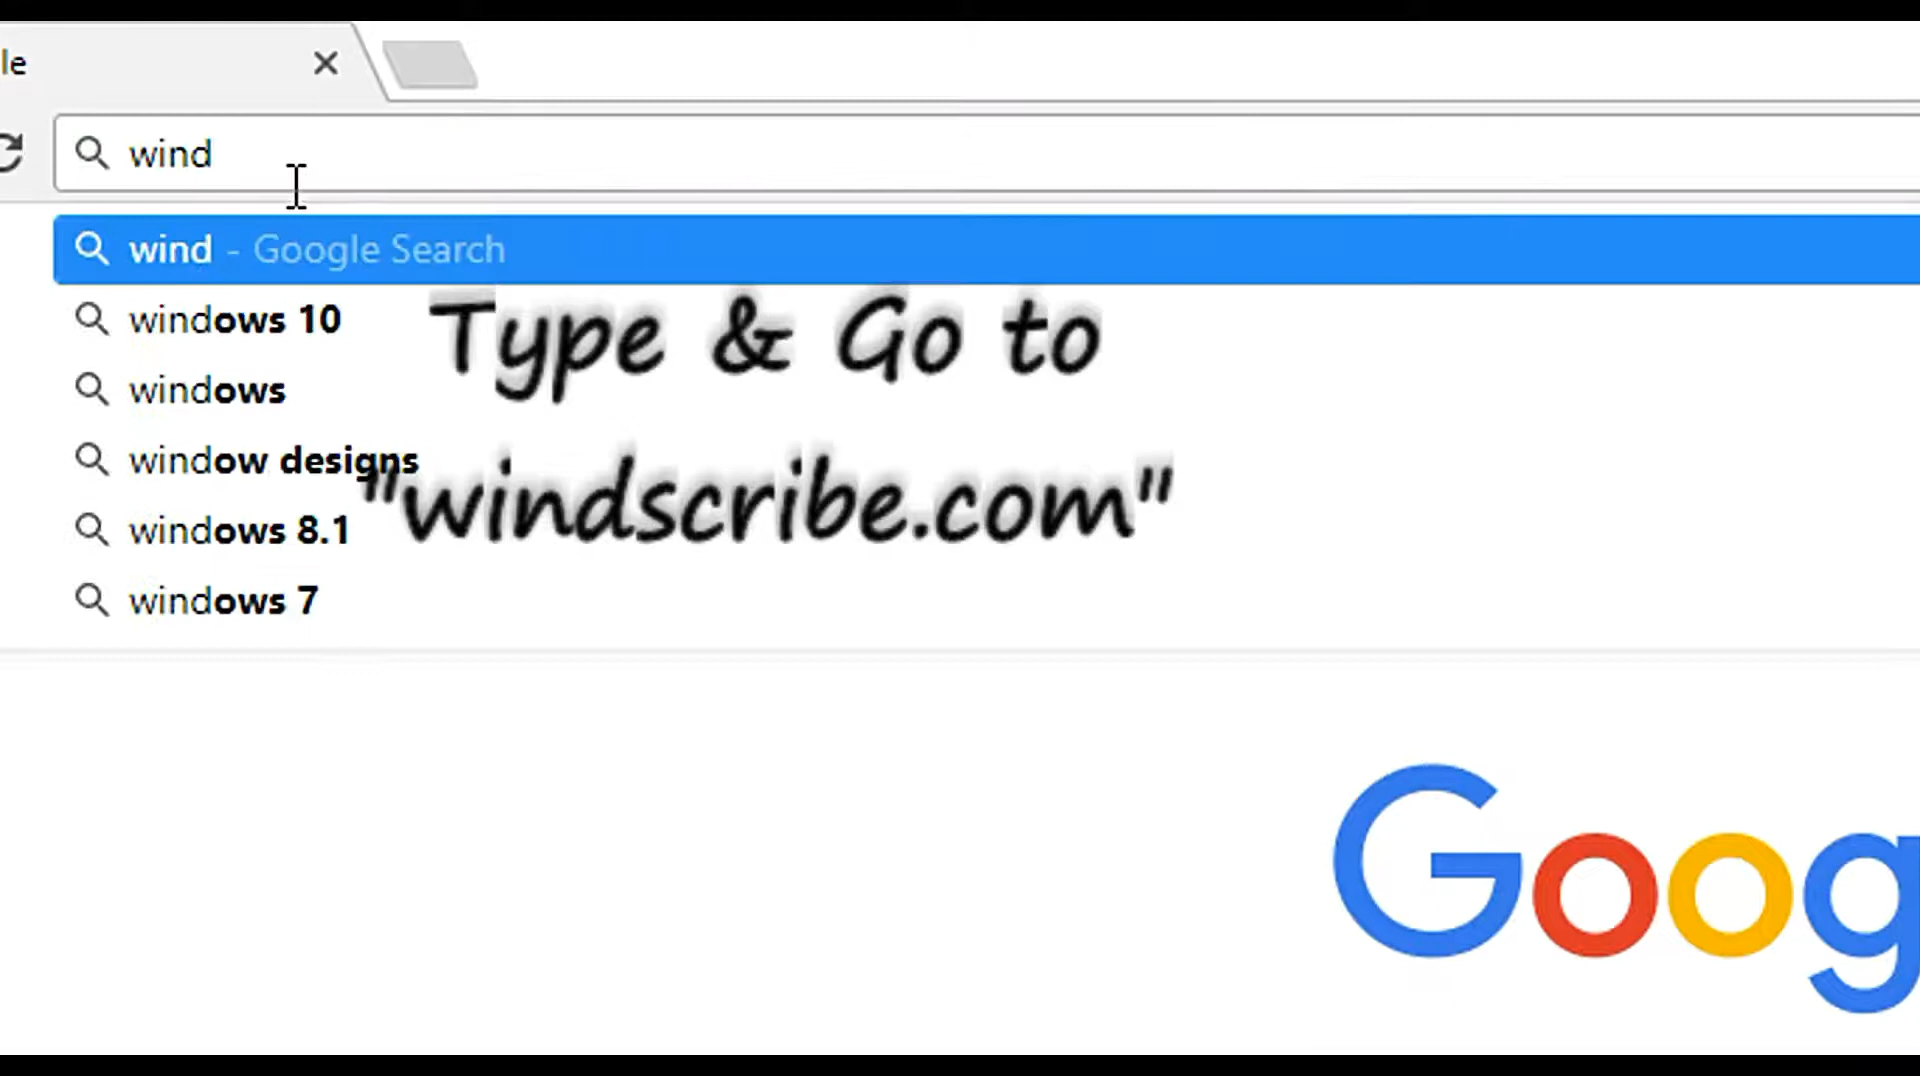 le
wind
wind - Google Search
windows 10
windows
window designs
windows 8.1
windows 7
Type & Go to
"windscribe.com"
Goog